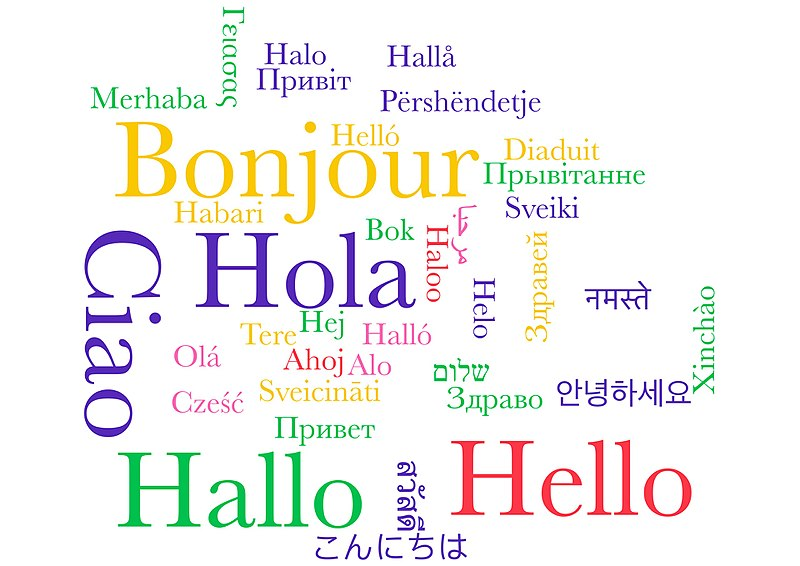 Γειασας
Halo
Hallå
Привіт
Merhaba
Përshëndetje
Bonjour
Helló
Diaduit
Прывітанне
Habari
Sveiki
Bok
Haloo
مرحبا
Здравей
Ciao
Hola
Helo
नमस्ते
Xinchào
Tere
Hej
Halló
Olá
Ahoj
Alo
שלום
Cześć
Sveicināti
Здраво
안녕하세요
Привет
Hallo
สวัสดี
Hello
こんにちは